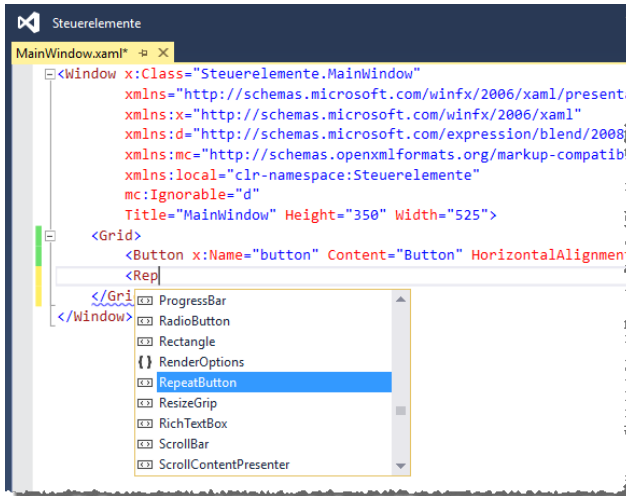 Steuerelemente
MainWindow.xaml*
<Window x:Class="Steuerelemente.MainWindow"
xmlns="http://schemas.microsoft.com/winfx/2006/xaml/present
xmlns:x="http://schemas.microsoft.com/winfx/2006/xaml"
xmlns:d="http://schemas.microsoft.com/expression/blend/2008
xmlns:mc="http://schemas.openxmlformats.org/markup-compatib
xmlns:local="clr-namespace:Steuerelemente"
mc:Ignorable="d"
Title="MainWindow" Height="350" Width="525">
<Grid>
<Button x:Name="button" Content="Button" HorizontalAlignmen
<Rep
</Gri
</Window>
ProgressBar
RadioButton
Rectangle
{ } RenderOptions
RepeatButton
ResizeGrip
RichTextBox
ScrollBar
ScrollContentPresenter